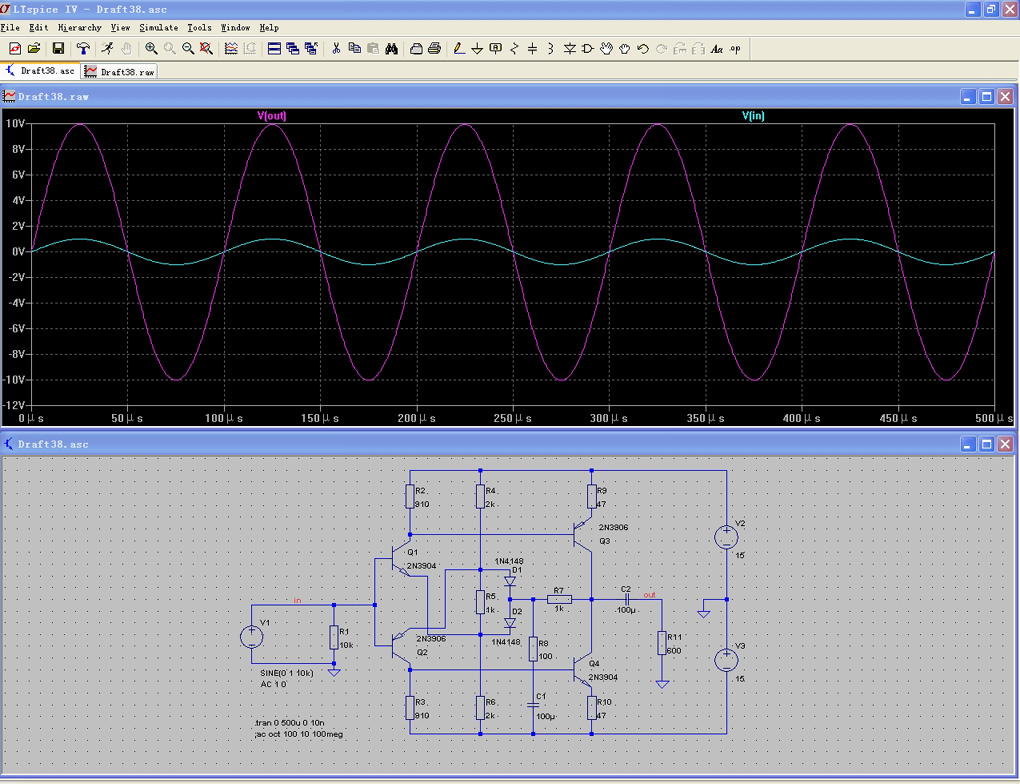 LTspice IV - Draft38.asc
File Edit Hierarchy View Simulate Tools Window Help
Aa .op
Draft38.asc Draft38.raw
Draft38.raw
V(out) V(in)
10V
8V
6V
4V
2V
0V
-2V
-4V
-6V
-8V
-10V
-12V
0µs 50µs 100µs 150µs 200µs 250µs 300µs 350µs 400µs 450µs 500µs
Draft38.asc
R2
910
R4
2k
R9
47
2N3906
Q3
V2
15
Q1
2N3904
1N4148
D1
R5
1k
R7
1k
C2
100µ
out
in
V1
R1
10k
D2
1N4148
2N3906
Q2
R8
100
R11
600
V3
15
Q4
2N3904
SINE(0 1 10k)
AC 1 0
R3
910
R6
2k
C1
100µ
R10
47
.tran 0 500u 0 10n
;ac oct 100 10 100meg